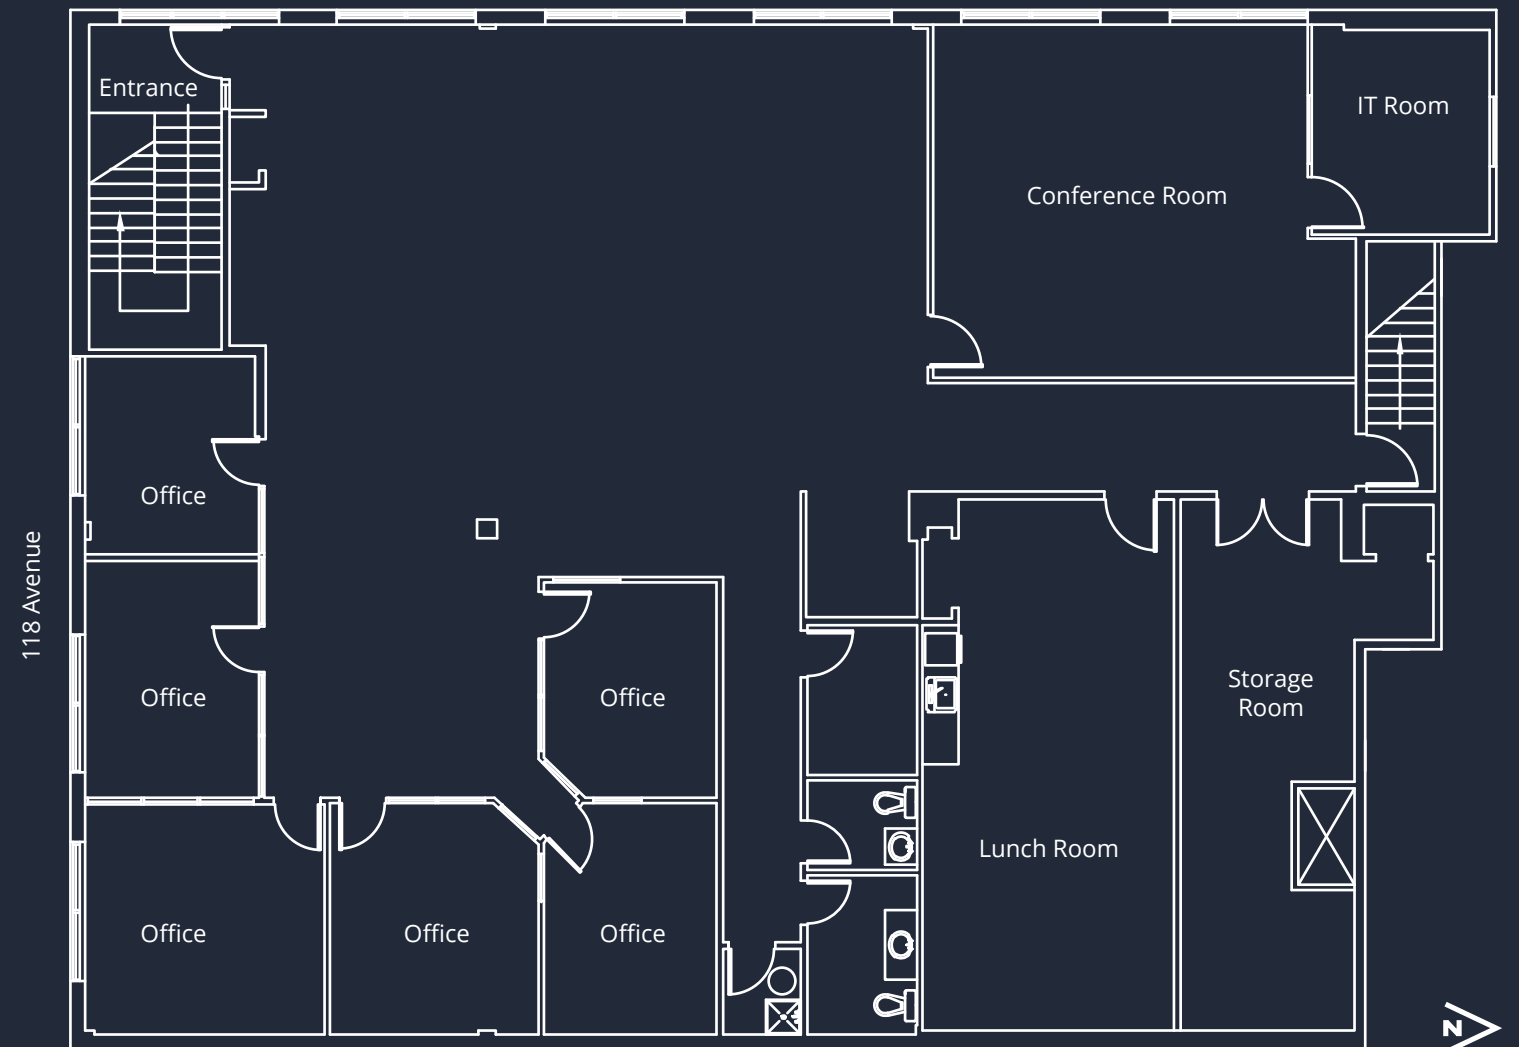 Entrance
IT Room
Conference Room
Office
118 Avenue
Office
Office
Storage
Room
Lunch Room
Office
Office
Office
N